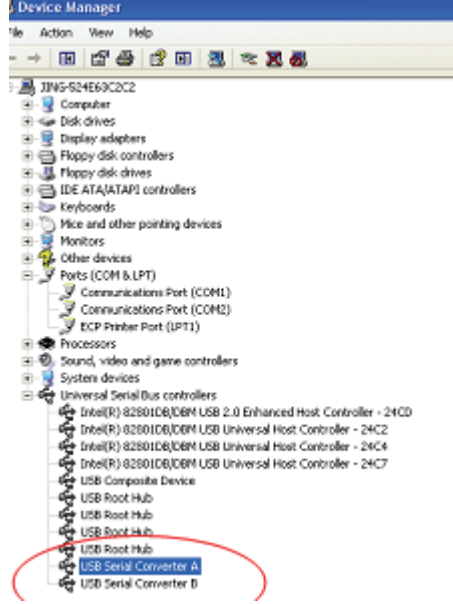 Device Manager
File Action View Help
JING-524E63C2C2
Computer
Disk drives
Display adapters
Floppy disk controllers
Floppy disk drives
IDE ATA/ATAPI controllers
Keyboards
Mice and other pointing devices
Monitors
Other devices
Ports (COM & LPT)
Communications Port (COM1)
Communications Port (COM2)
ECP Printer Port (LPT1)
Processors
Sound, video and game controllers
System devices
Universal Serial Bus controllers
Intel(R) 82801DB/DBM USB 2.0 Enhanced Host Controller - 24CD
Intel(R) 82801DB/DBM USB Universal Host Controller - 24C2
Intel(R) 82801DB/DBM USB Universal Host Controller - 24C4
Intel(R) 82801DB/DBM USB Universal Host Controller - 24C7
USB Composite Device
USB Root Hub
USB Root Hub
USB Root Hub
USB Root Hub
USB Serial Converter A
USB Serial Converter B